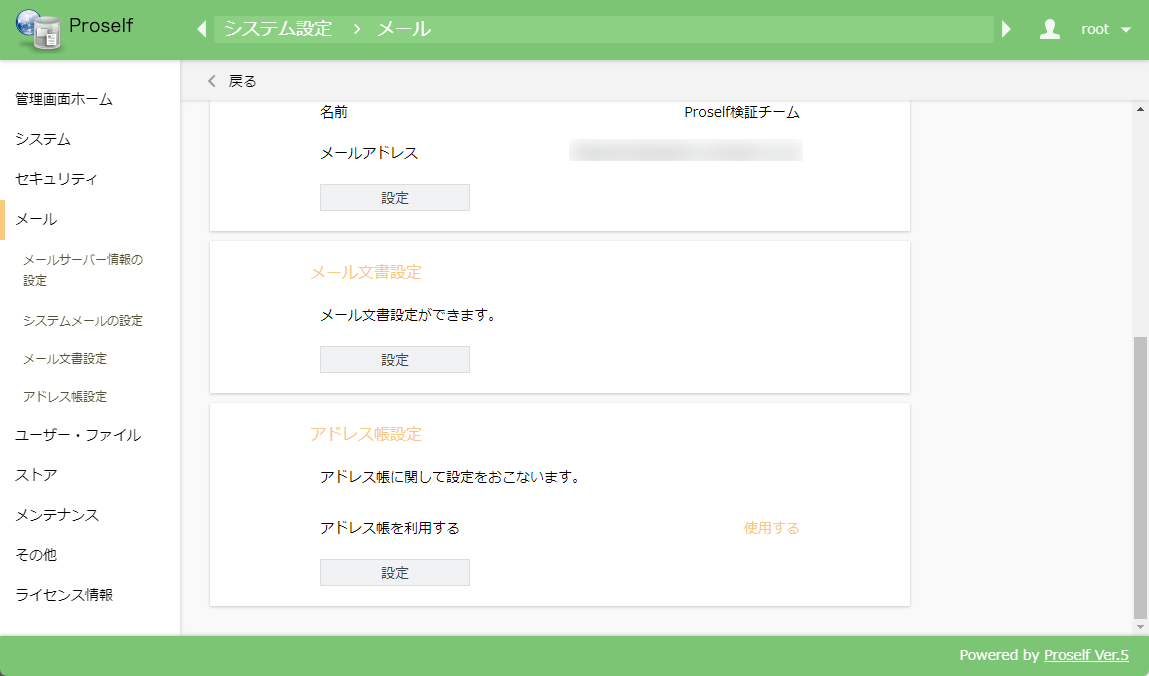 Proself
システム設定 > メール
root
戻る
管理画面ホーム
システム
セキュリティ
メール
メールサーバー情報の
設定
システムメールの設定
メール文書設定
アドレス帳設定
ユーザー・ファイル
ストア
メンテナンス
その他
ライセンス情報
名前 Proself検証チーム
メールアドレス
設定
メール文書設定
メール文書設定ができます。
設定
アドレス帳設定
アドレス帳に関して設定をおこないます。
アドレス帳を利用する 使用する
設定
Powered by Proself Ver.5